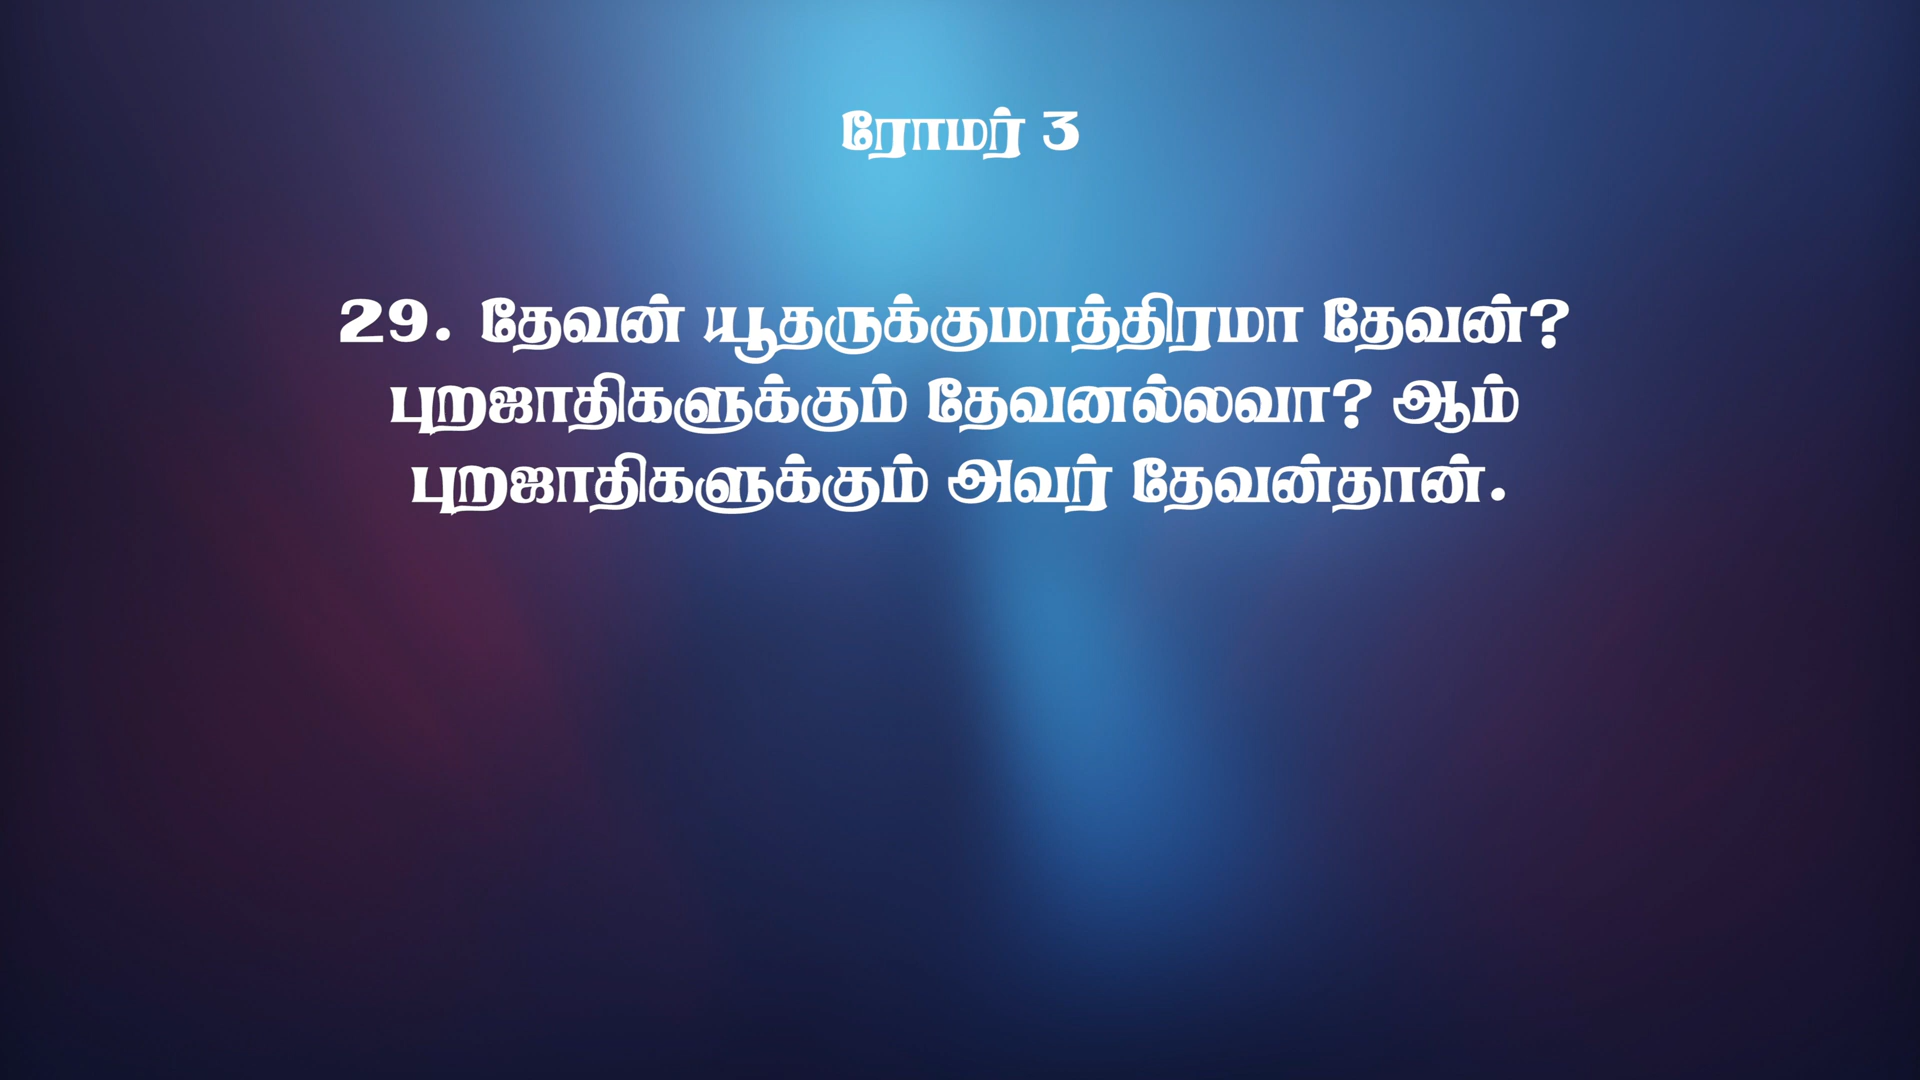 ரோமர் 3
29. தேவன் யூதருக்குமாத்திரமா தேவன்?
புறஜாதிகளுக்கும் தேவனல்லவா? ஆம்
புறஜாதிகளுக்கும் அவர் தேவன்தான்.